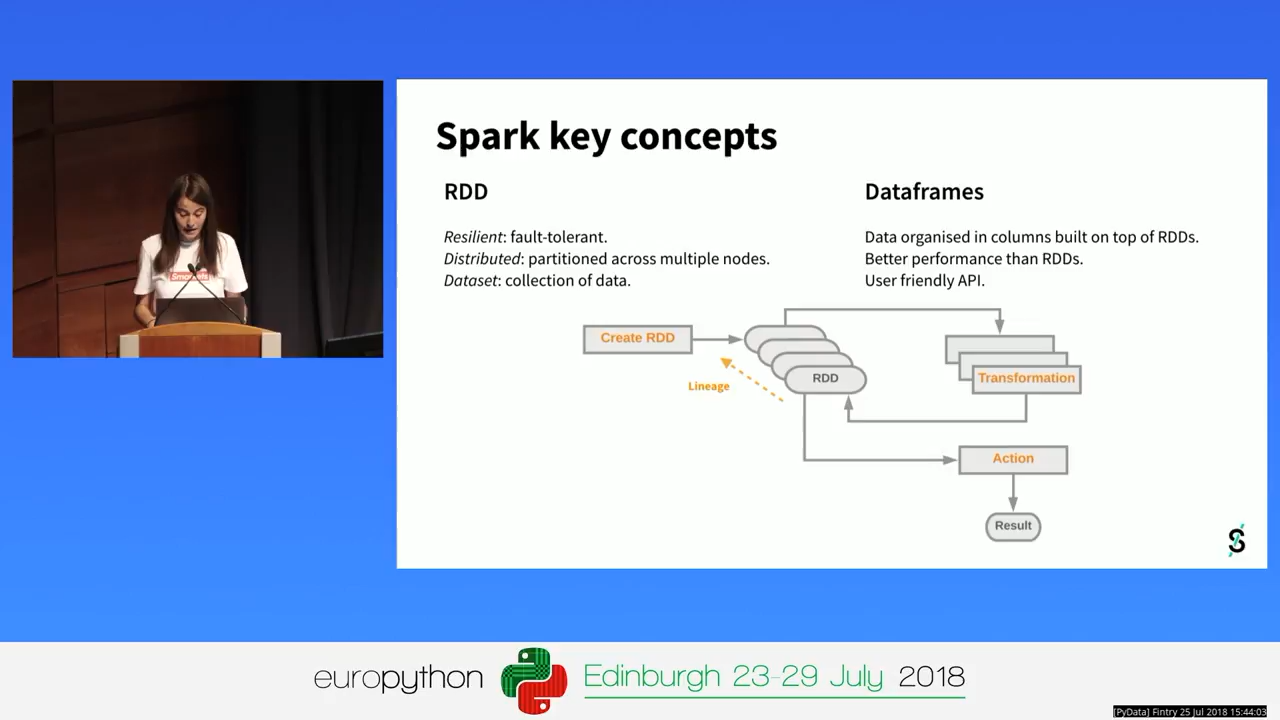 Spark key concepts
RDD
Resilient: fault-tolerant.
Distributed: partitioned across multiple nodes.
Dataset: collection of data.
Dataframes
Data organised in columns built on top of RDDs.
Better performance than RDDs.
User friendly API.
Create RDD
RDD
Transformation
Lineage
Action
Result
europython
Edinburgh 23-29 July 2018
[PyData] Fintry 25 Jul 2018 15:44:03